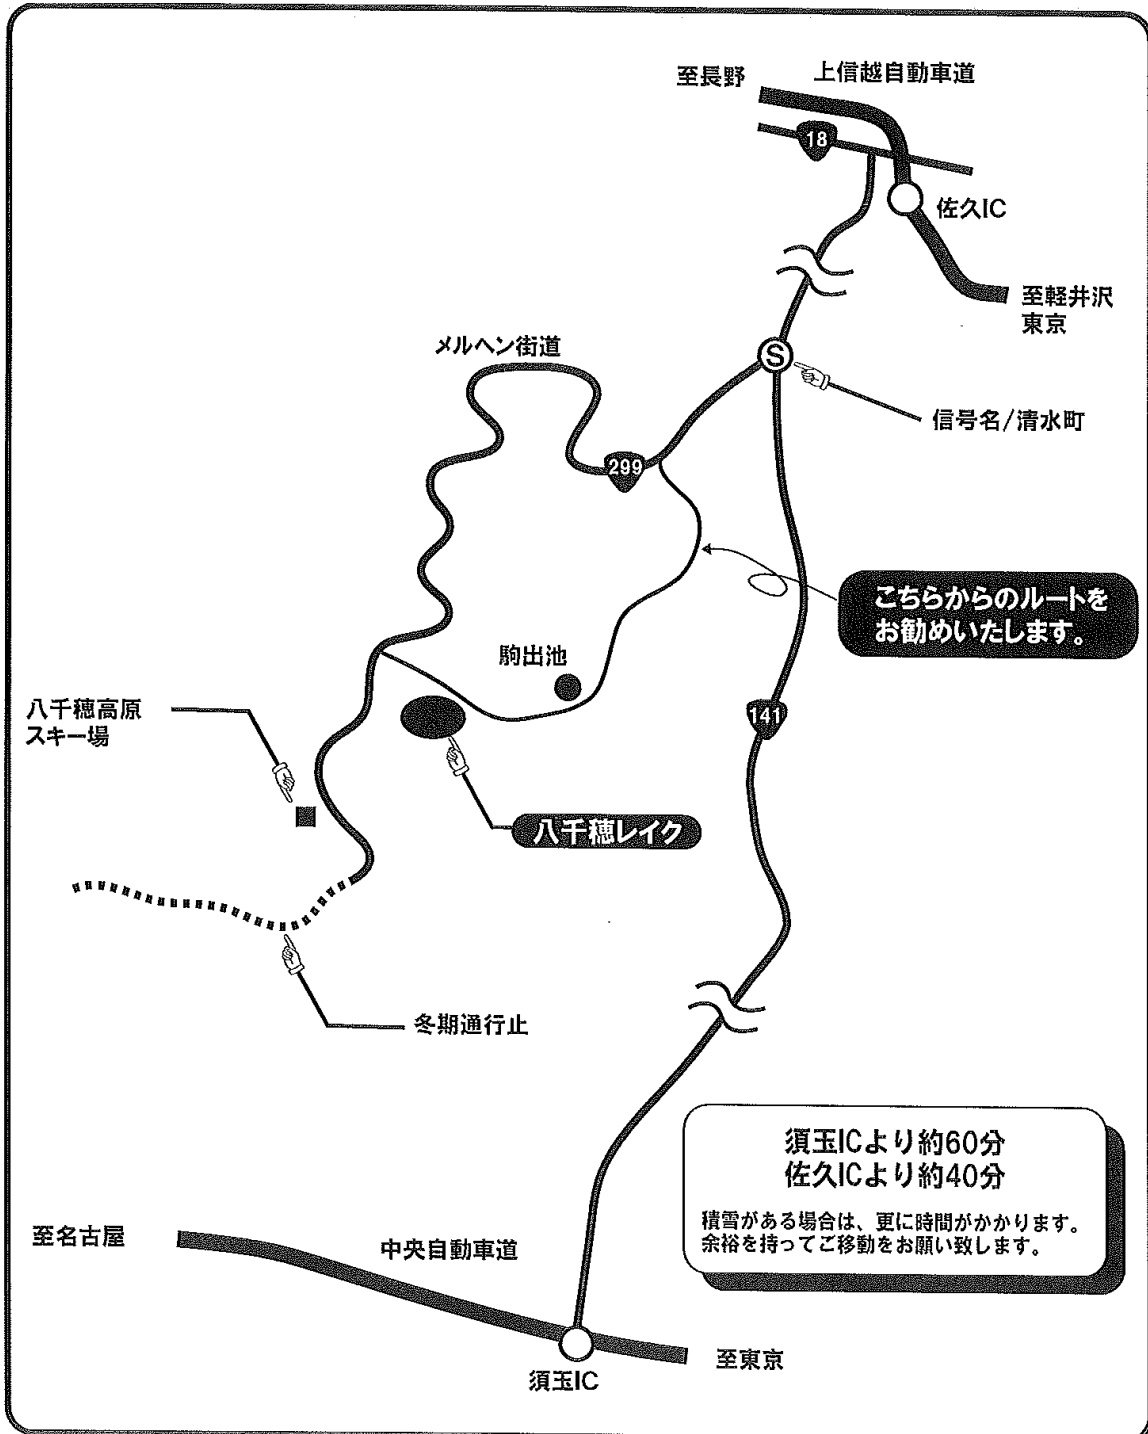 至長野
上信越自動車道
18
佐久IC
至軽井沢
東京
メルヘン街道
S
信号名/清水町
299
こちらからのルートを
お勧めいたします。
駒出池
八千穂高原
スキー場
141
八千穂レイク
冬期通行止
須玉ICより約60分
佐久ICより約40分
積雪がある場合は、更に時間がかかります。
余裕を持ってご移動をお願い致します。
至名古屋
中央自動車道
至東京
須玉IC